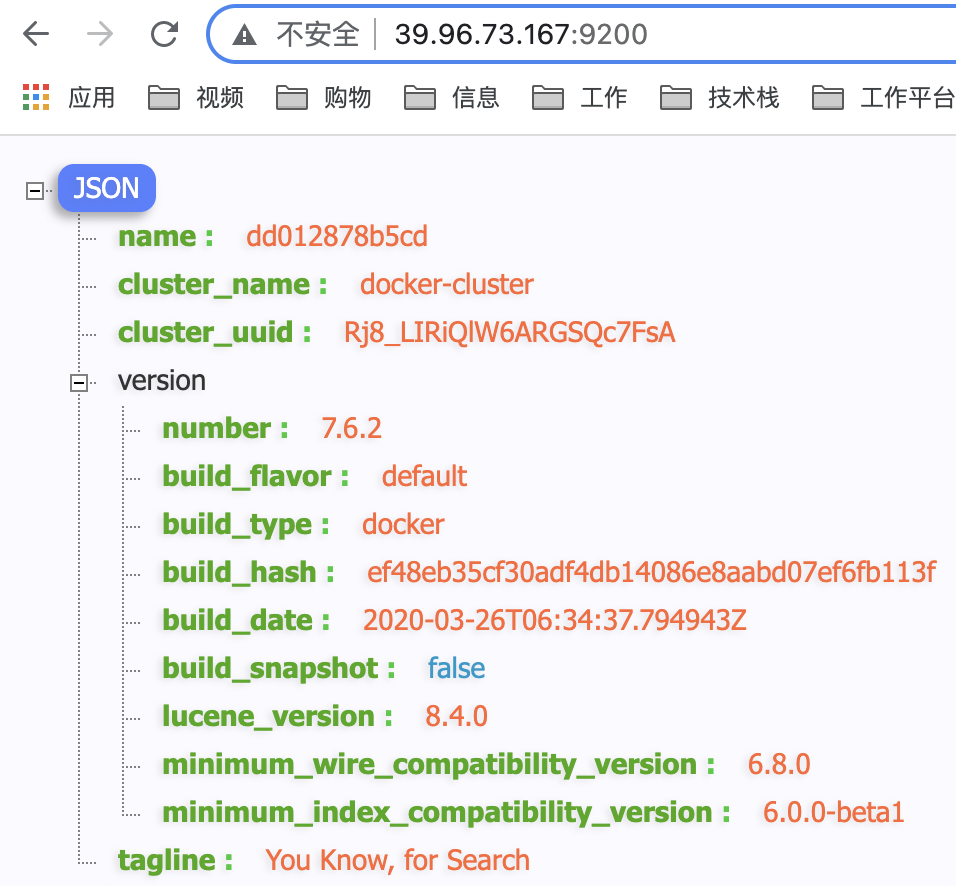 不安全 39.96.73.167:9200
应用 视频 购物 信息 工作 技术栈 工作平台
JSON
name : dd012878b5cd
cluster_name : docker-cluster
cluster_uuid : Rj8_LIRiQlW6ARGSQc7FsA
version
number : 7.6.2
build_flavor : default
build_type : docker
build_hash : ef48eb35cf30adf4db14086e8aabd07ef6fb113f
build_date : 2020-03-26T06:34:37.794943Z
build_snapshot : false
lucene_version : 8.4.0
minimum_wire_compatibility_version : 6.8.0
minimum_index_compatibility_version : 6.0.0-beta1
tagline : You Know, for Search